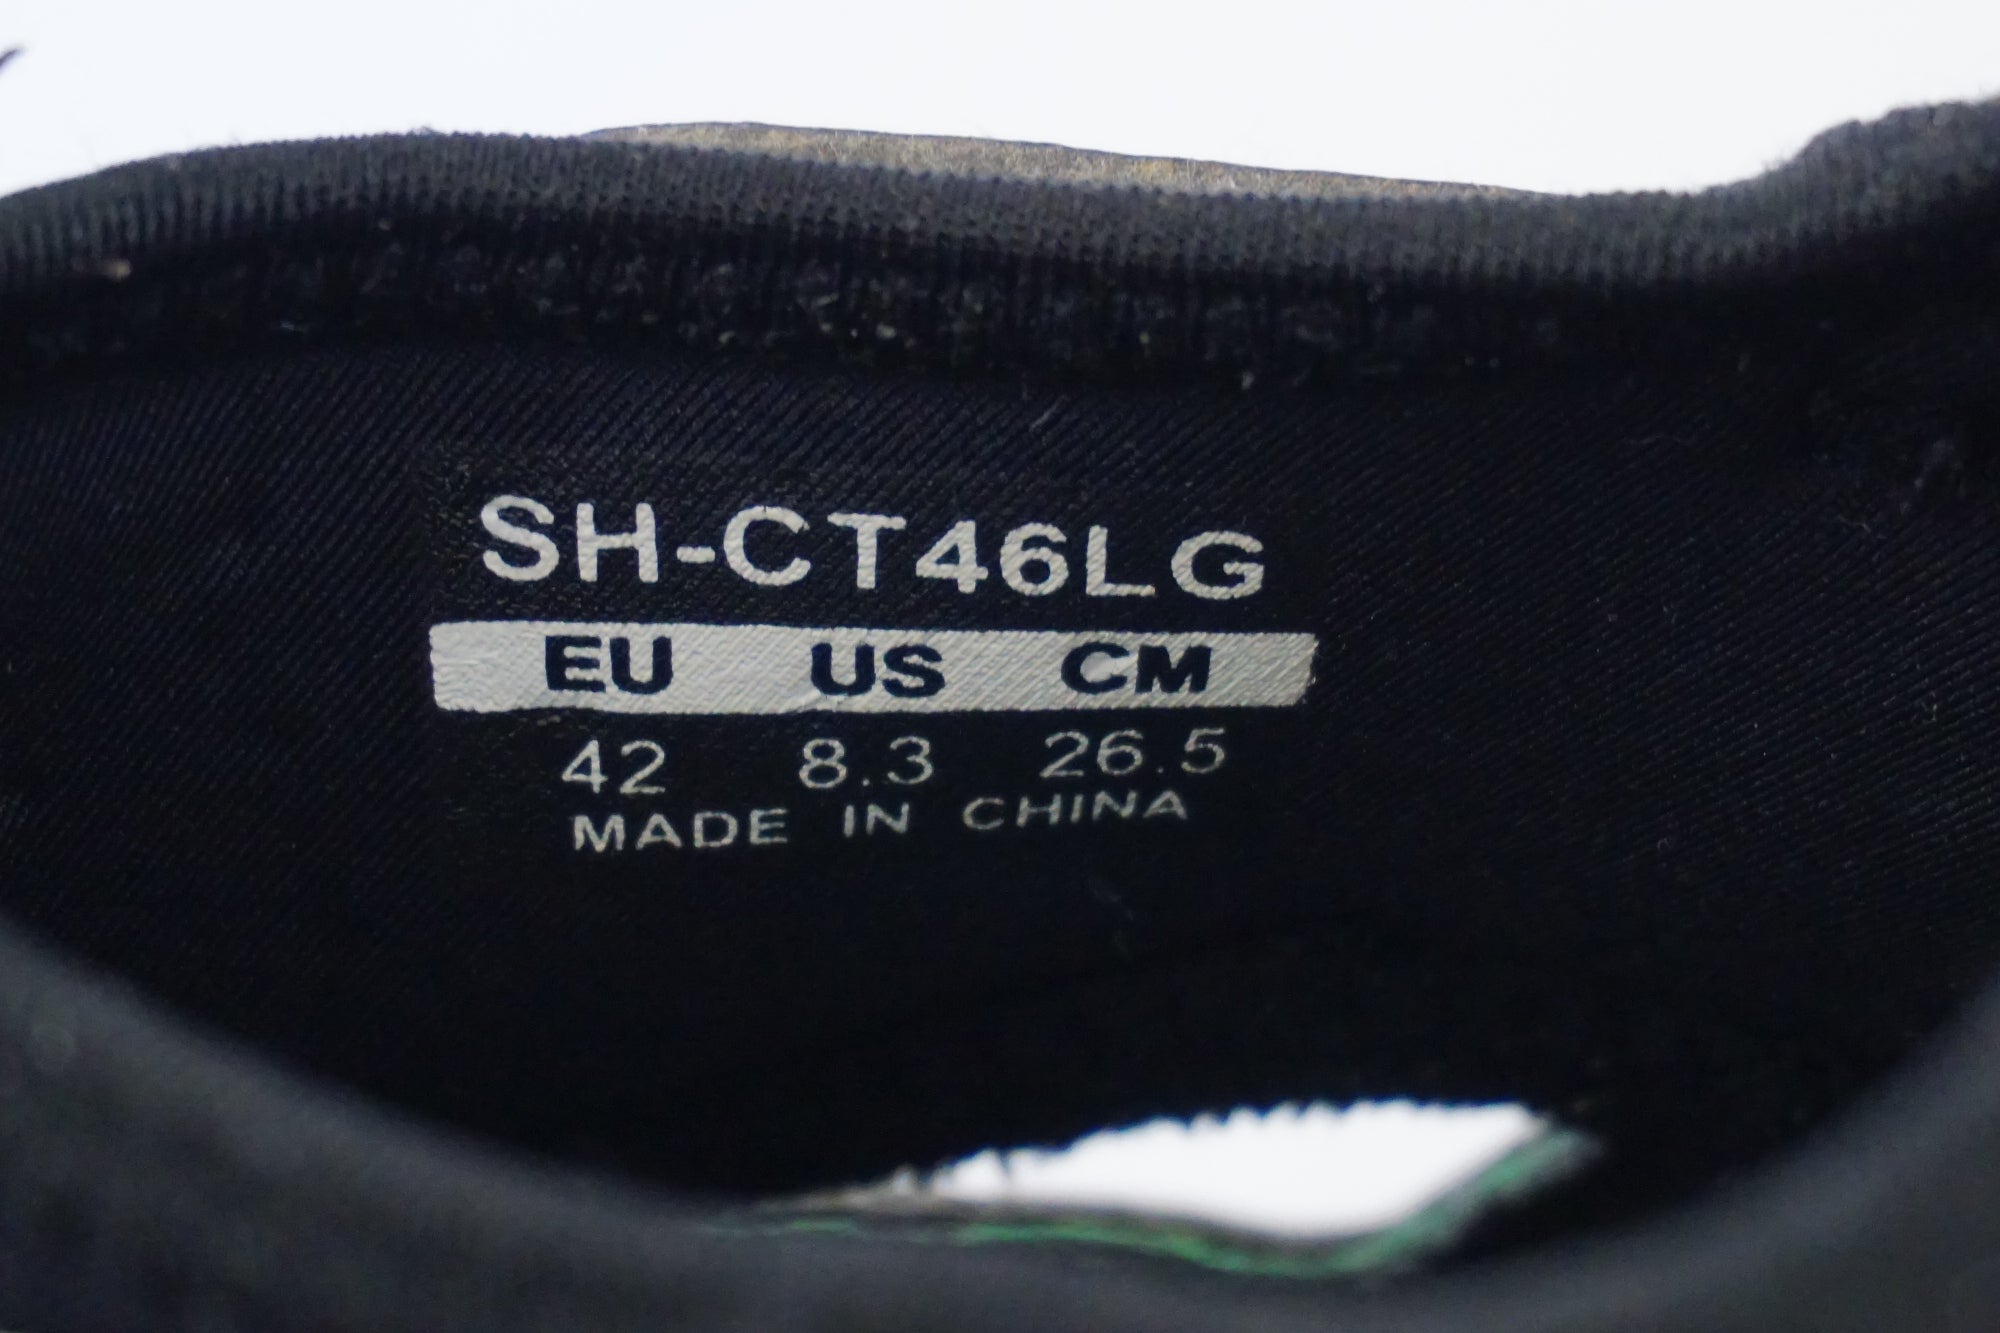 SH-CT46LG
EU US CM
42 8.3 26.5
MADE IN CHINA